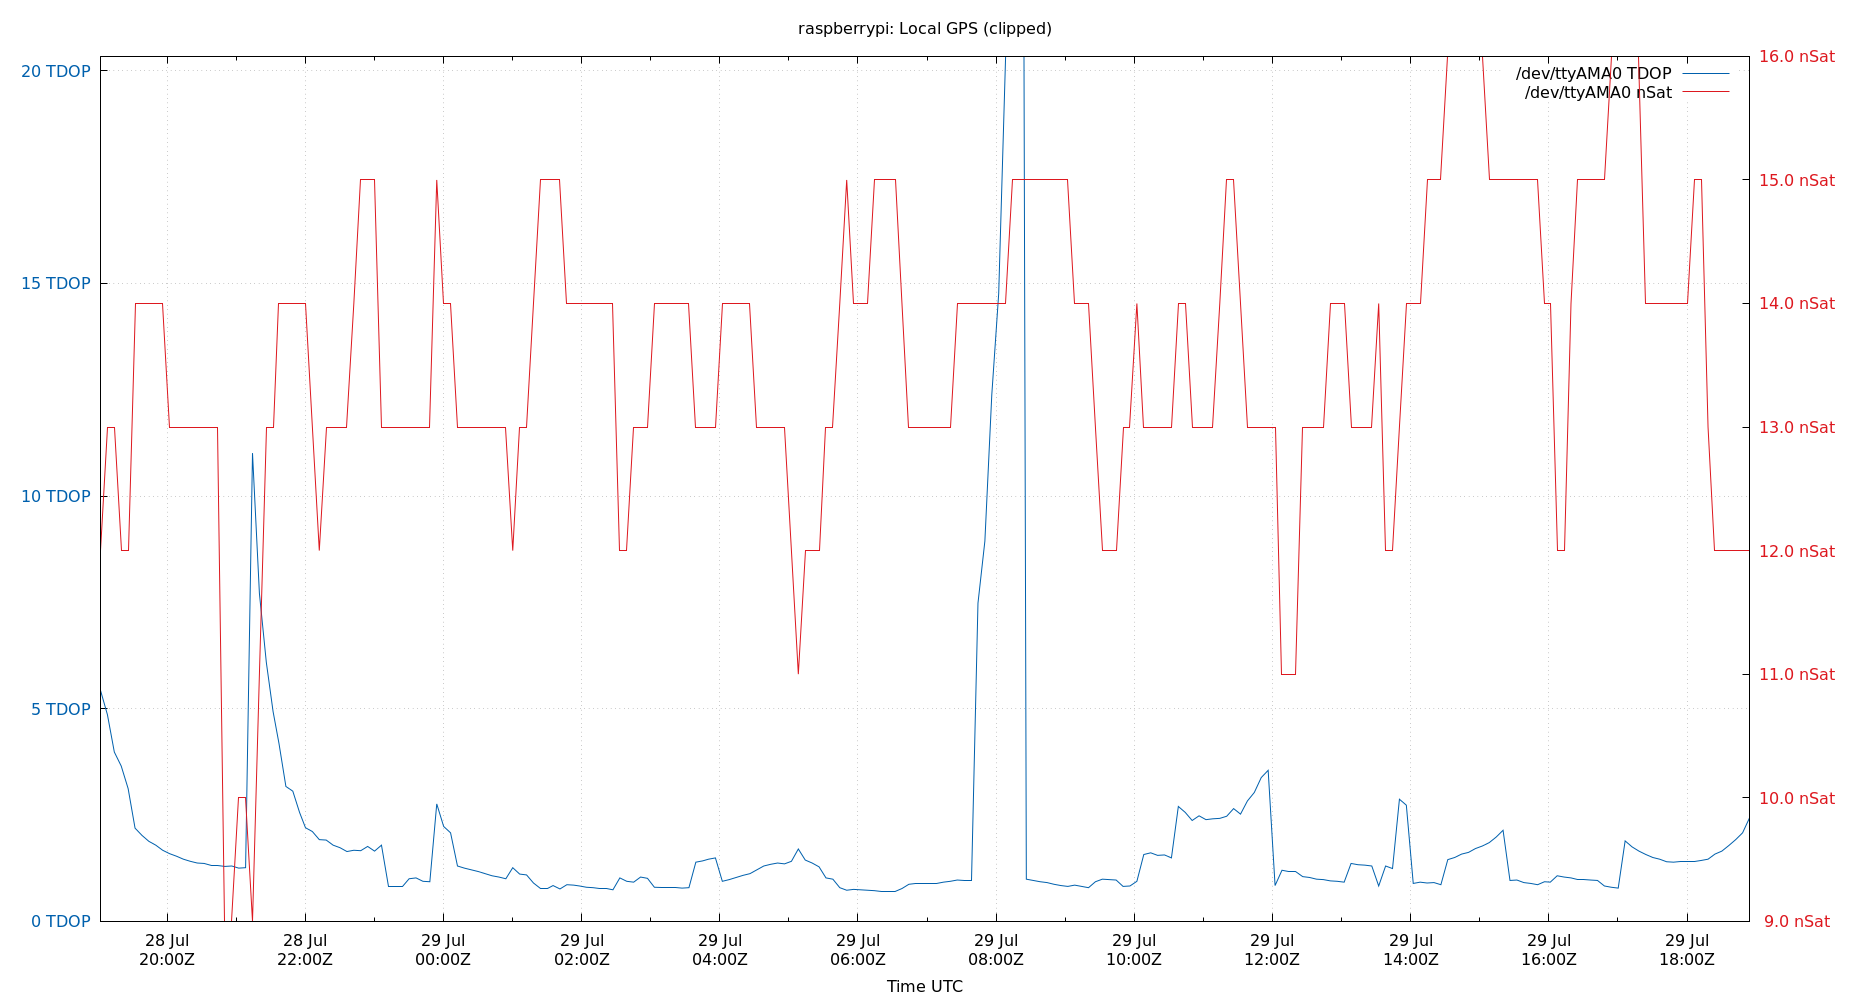 raspberrypi: Local GPS (clipped)
20 TDOP
15 TDOP
10 TDOP
5 TDOP
0 TDOP
16.0 nSat
15.0 nSat
14.0 nSat
13.0 nSat
12.0 nSat
11.0 nSat
10.0 nSat
9.0 nSat
/dev/ttyAMA0 TDOP
/dev/ttyAMA0 nSat
28 Jul
20:00Z
28 Jul
22:00Z
29 Jul
00:00Z
29 Jul
02:00Z
29 Jul
04:00Z
29 Jul
06:00Z
29 Jul
08:00Z
29 Jul
10:00Z
29 Jul
12:00Z
29 Jul
14:00Z
29 Jul
16:00Z
29 Jul
18:00Z
Time UTC